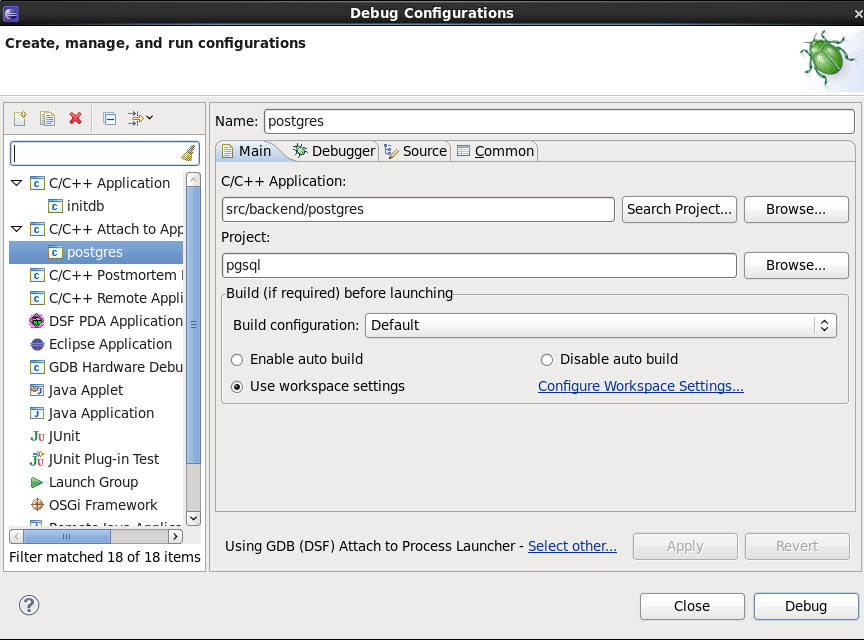 Debug Configurations
Create, manage, and run configurations
C/C++ Application
initdb
C/C++ Attach to App
postgres
C/C++ Postmortem
C/C++ Remote Appli
DSF PDA Application
Eclipse Application
GDB Hardware Debu
Java Applet
Java Application
JUnit
JUnit Plug-in Test
Launch Group
OSGi Framework
Filter matched 18 of 18 items
Name: postgres
Main Debugger Source Common
C/C++ Application:
src/backend/postgres Search Project... Browse...
Project:
pgsql Browse...
Build (if required) before launching
Build configuration: Default
Enable auto build Disable auto build
Use workspace settings Configure Workspace Settings...
Using GDB (DSF) Attach to Process Launcher - Select other... Apply Revert
? Close Debug